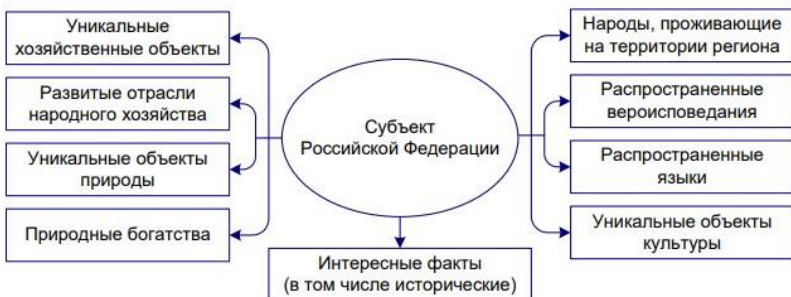 Уникальные
хозяйственные объекты
Развитые отрасли
народного хозяйства
Уникальные объекты
природы
Природные богатства
Субъект
Российской Федерации
Интересные факты
(в том числе исторические)
Народы, проживающие
на территории региона
Распространенные
вероисповедания
Распространенные
языки
Уникальные объекты
культуры